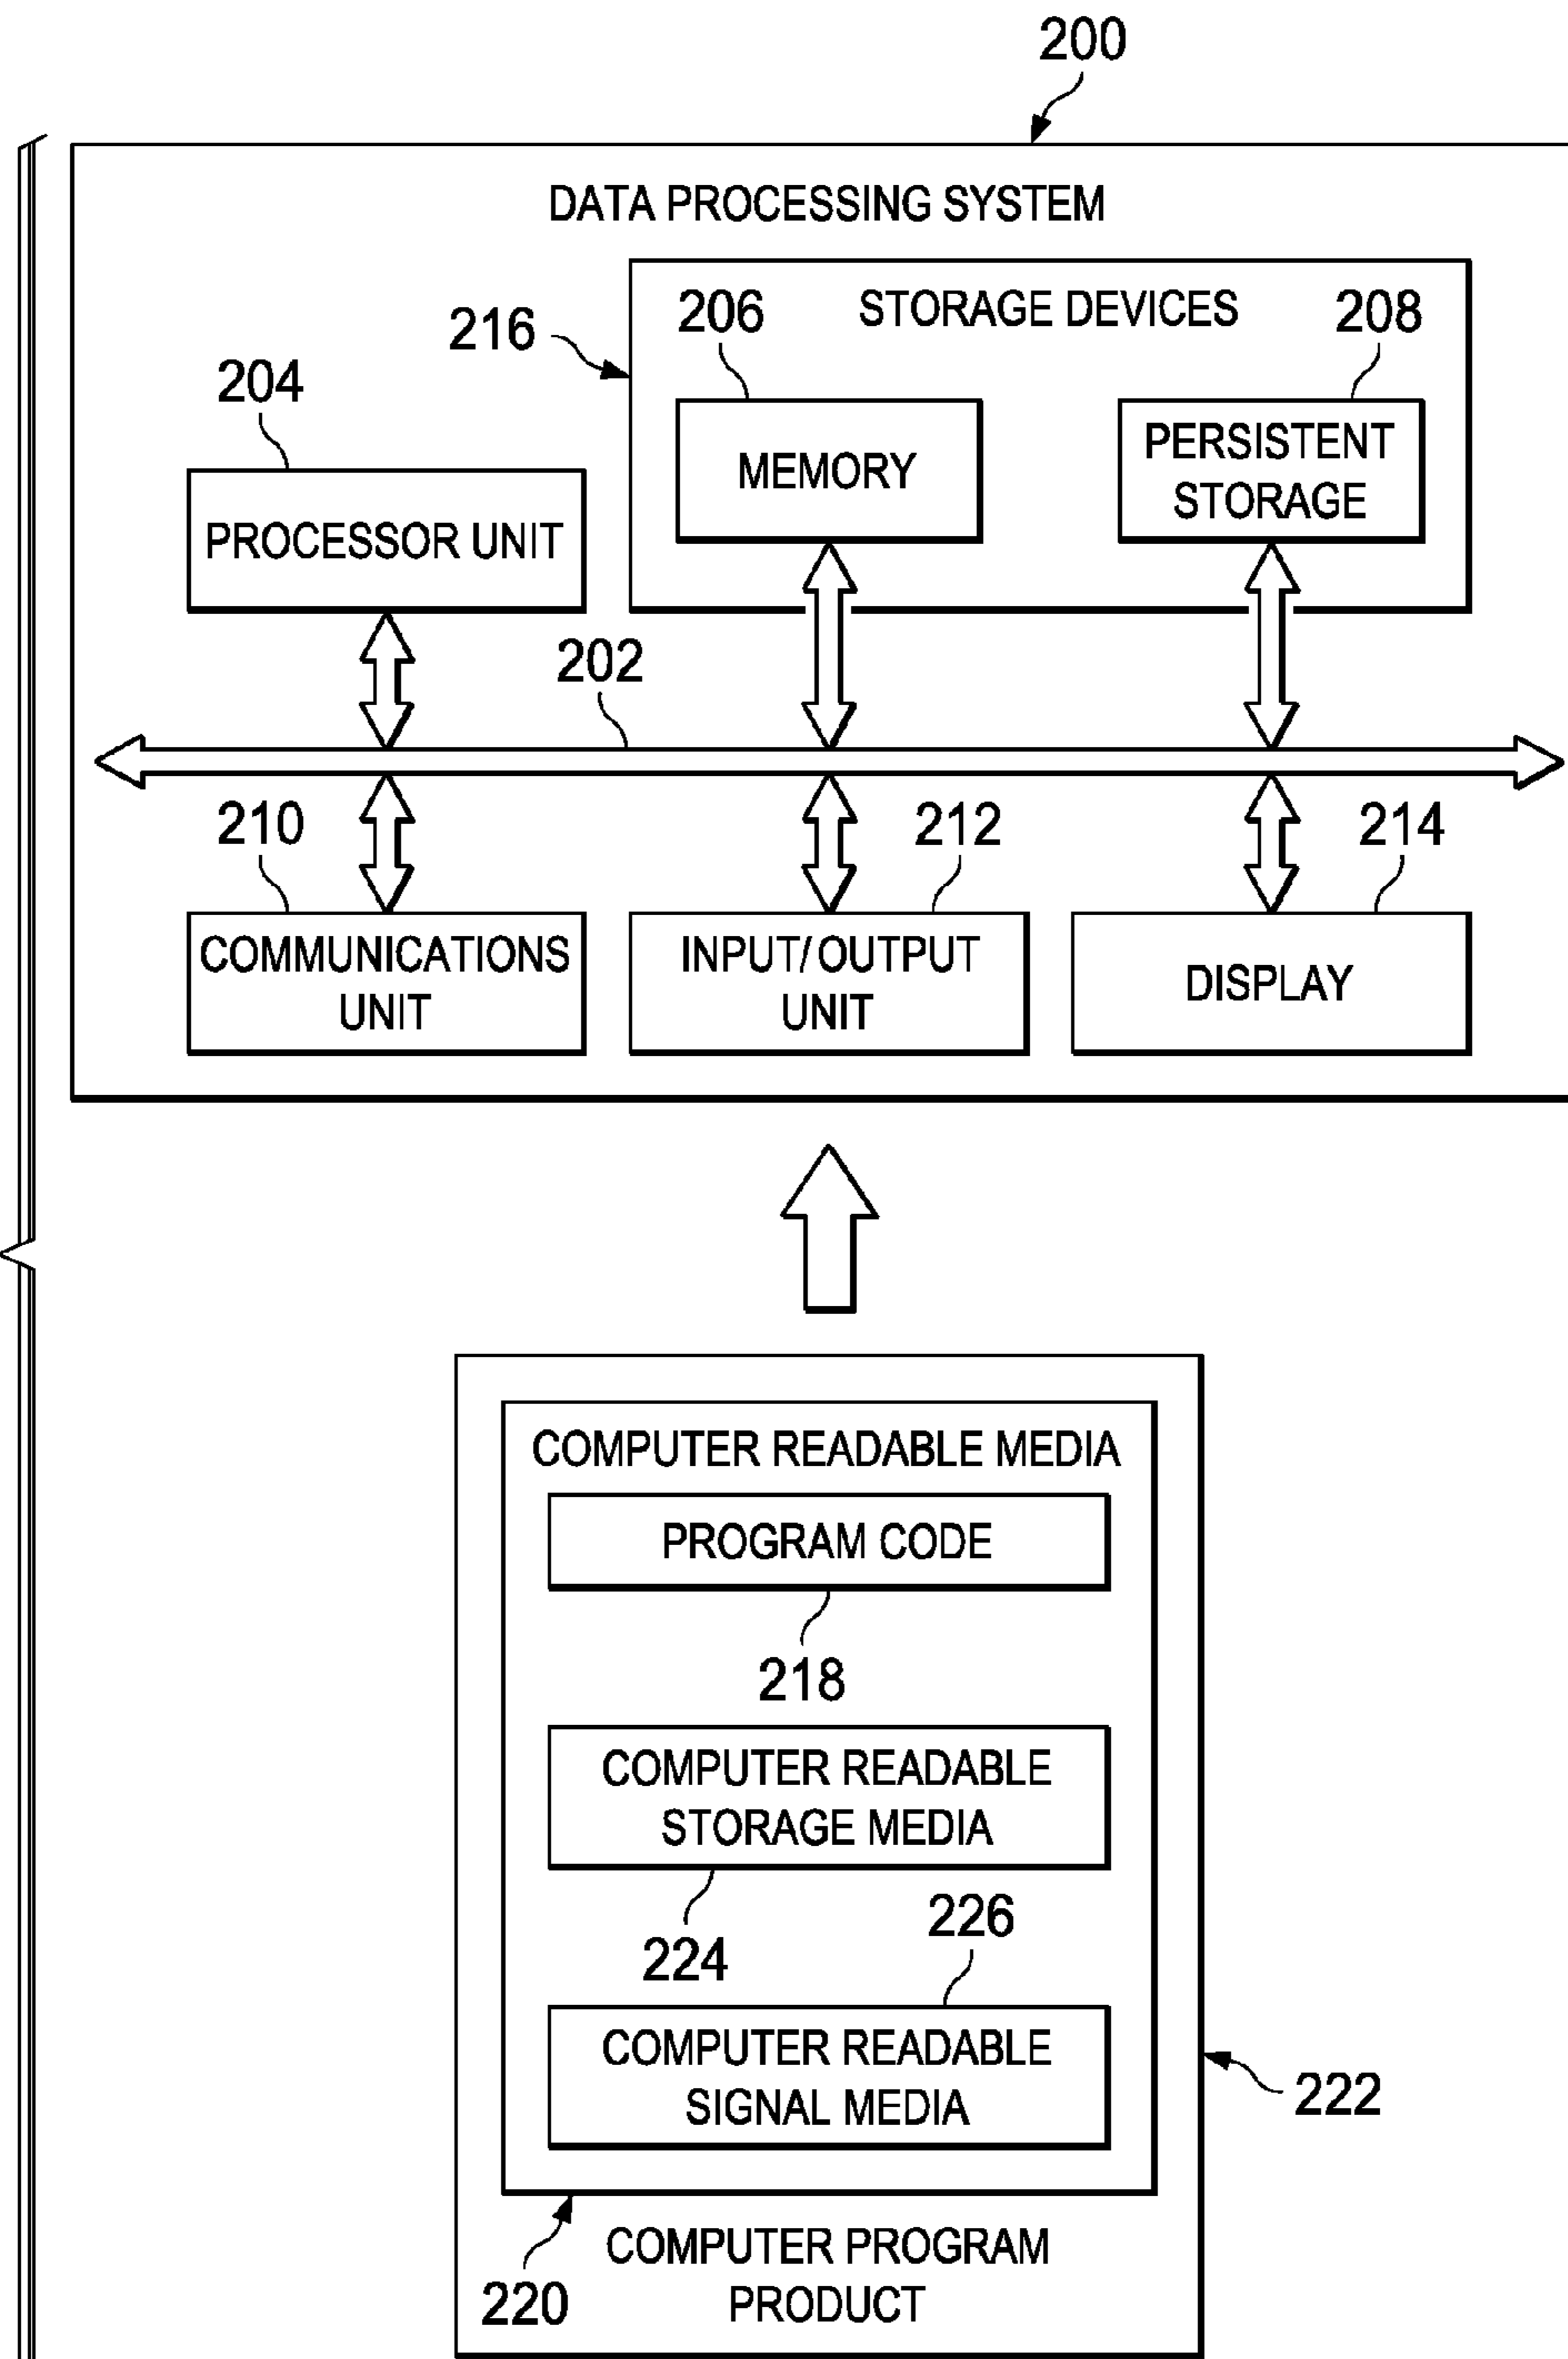 200
DATA PROCESSING SYSTEM
216
206
STORAGE DEVICES
208
204
MEMORY
PERSISTENT
STORAGE
PROCESSOR UNIT
202
210
212
214
COMMUNICATIONS
UNIT
INPUT/OUTPUT
UNIT
DISPLAY
COMPUTER READABLE MEDIA
PROGRAM CODE
218
COMPUTER READABLE
STORAGE MEDIA
224
226
COMPUTER READABLE
SIGNAL MEDIA
222
220
COMPUTER PROGRAM
PRODUCT